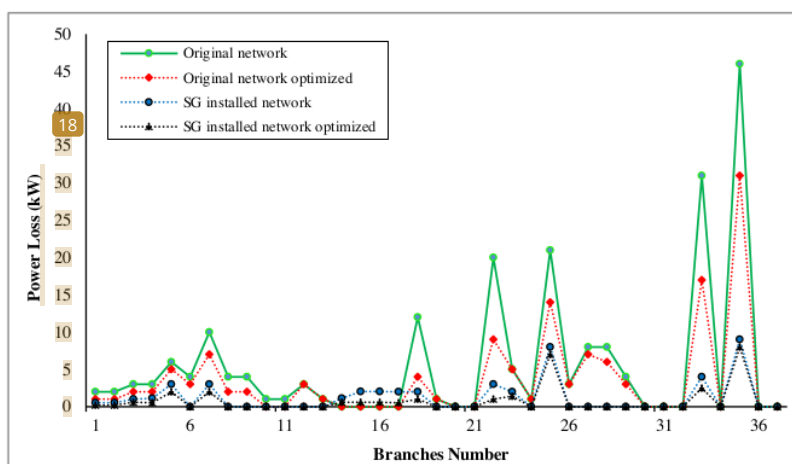 50
45
40
35
30
25
20
15
10
5
0
18
Power Loss (kW)
Original network
Original network optimized
SG installed network
SG installed network optimized
1 6 11 16 21 26 31 36
Branches Number